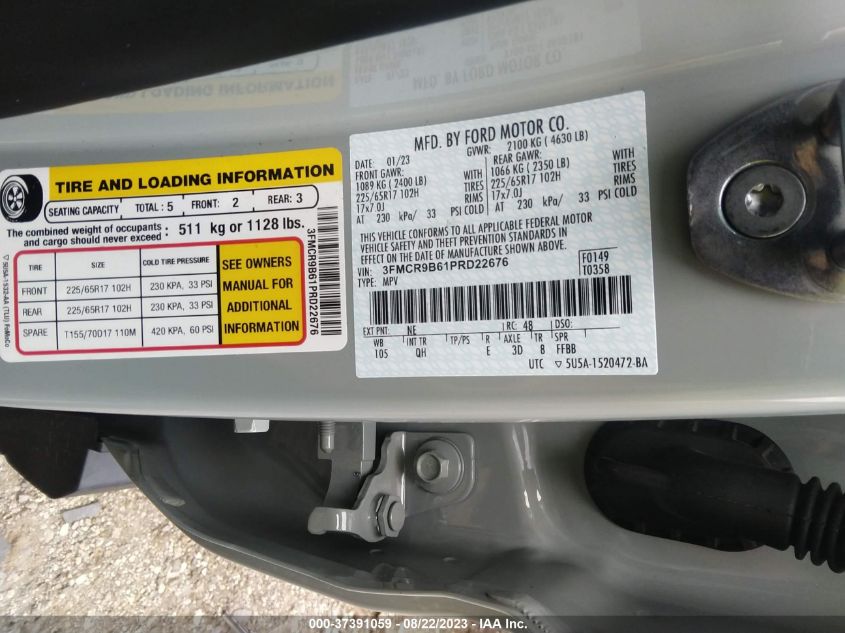 TIRE AND LOADING INFORMATION
SEATING CAPACITY TOTAL : 5 FRONT: 2 REAR: 3
The combined weight of occupants and cargo should never exceed : 511 kg or 1128 lbs.
TIRE SIZE COLD TIRE PRESSURE
FRONT 225/65R17 102H 230 KPA, 33 PSI
REAR 225/65R17 102H 230 KPA, 33 PSI
SPARE T155/70D17 110M 420 KPA, 60 PSI
SEE OWNERS
MANUAL FOR
ADDITIONAL
INFORMATION
3FMCR9B61PRD22676
5U5A-1532-AA (TLU) FoMoCo
MFD. BY FORD MOTOR CO.
DATE: 01/23 GVWR: 2100 KG ( 4630 LB)
FRONT GAWR: REAR GAWR:
1089 KG ( 2400 LB) WITH 1066 KG ( 2350 LB) WITH
225/65R17 102H TIRES 225/65R17 102H TIRES
17x7.0J RIMS 17x7.0J RIMS
AT 230 kPa/ 33 PSI COLD AT 230 kPa/ 33 PSI COLD
THIS VEHICLE CONFORMS TO ALL APPLICABLE FEDERAL MOTOR
VEHICLE SAFETY AND THEFT PREVENTION STANDARDS IN
EFFECT ON THE DATE OF MANUFACTURE SHOWN ABOVE.
VIN: 3FMCR9B61PRD22676 F0149
TYPE: MPV T0358
EXT PNT: NE RC: 48 DSO:
WB INT TR TP/PS R AXLE TR SPR
105 QH E 3D 8 FFBB
UTC 5U5A-1520472-BA
000-37391059 - 08/22/2023 - IAA Inc.